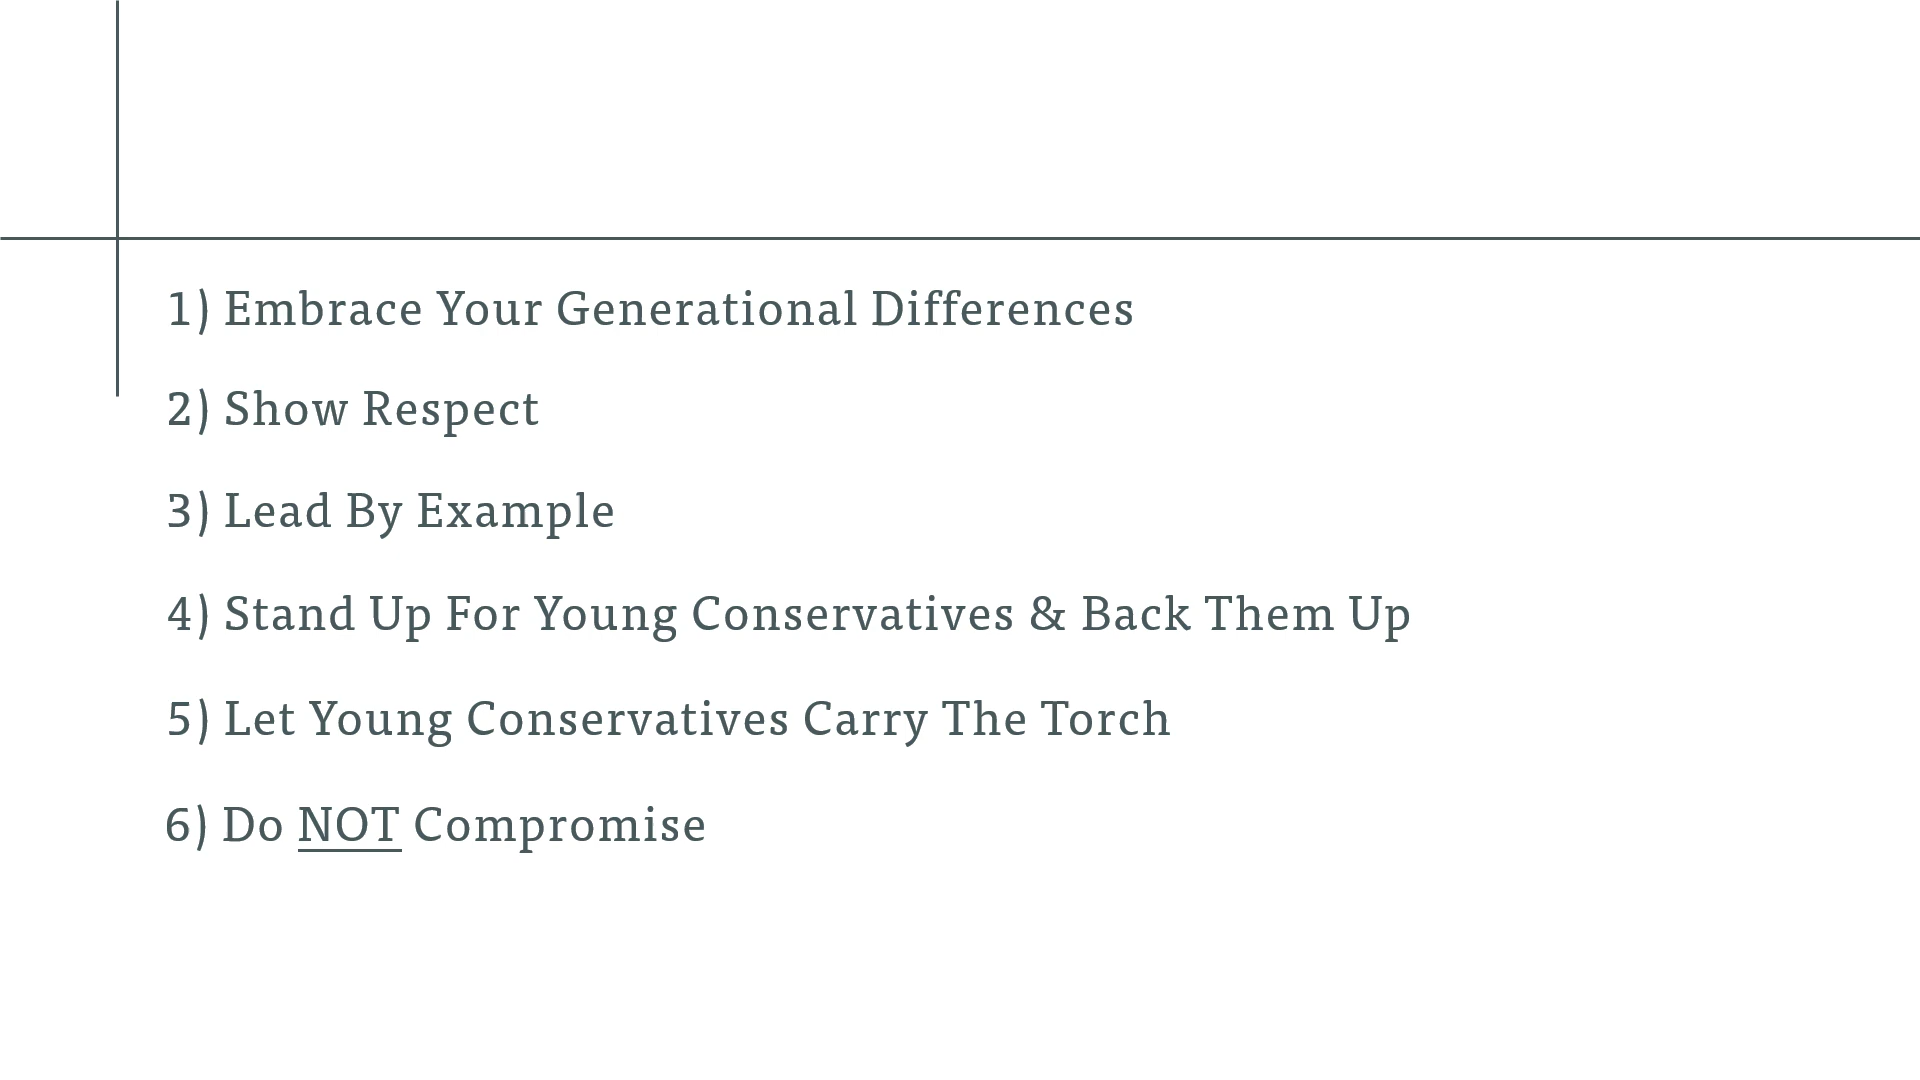 1) Embrace Your Generational Differences
2) Show Respect
3) Lead By Example
4) Stand Up For Young Conservatives & Back Them Up
5) Let Young Conservatives Carry The Torch
6) Do NOT Compromise